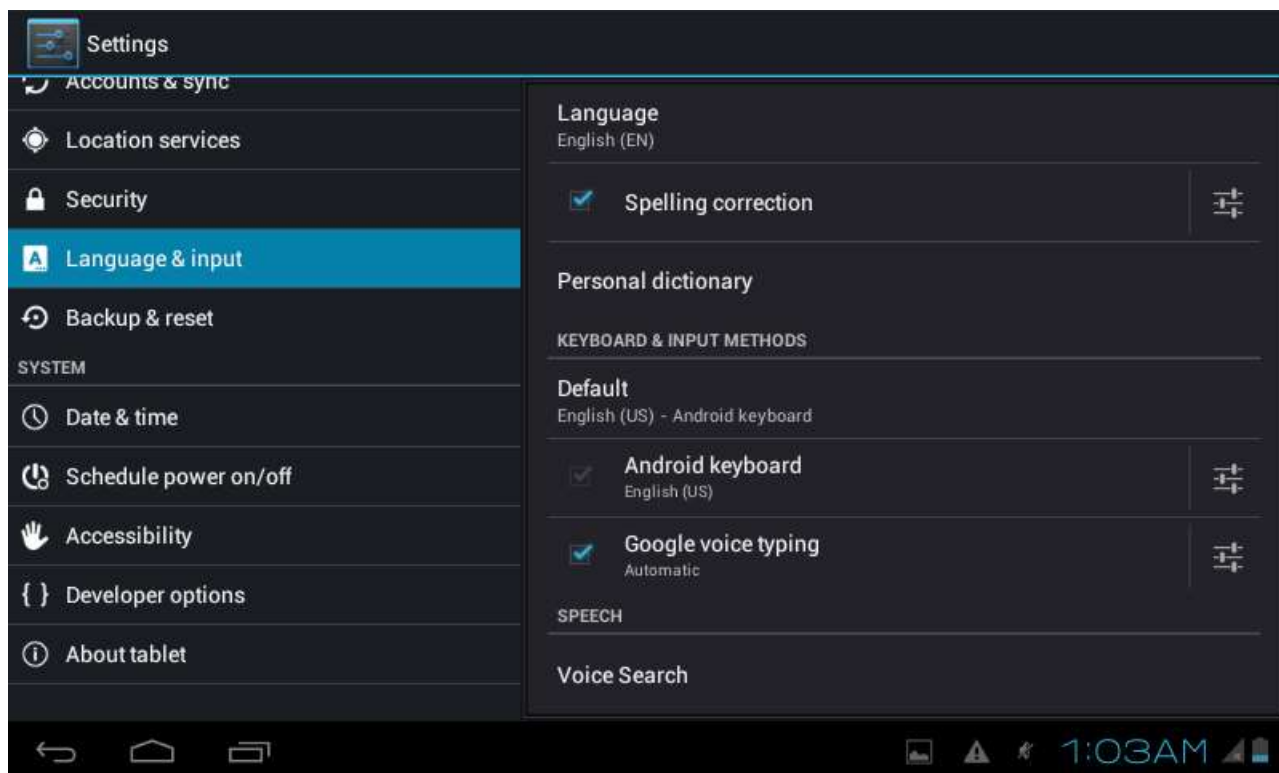 Settings
Accounts & sync
Location services
Security
Language & input
Backup & reset
SYSTEM
Date & time
Schedule power on/off
Accessibility
{ } Developer options
About tablet
Language
English (EN)
Spelling correction
Personal dictionary
KEYBOARD & INPUT METHODS
Default
English (US) - Android keyboard
Android keyboard
English (US)
Google voice typing
Automatic
SPEECH
Voice Search
1:03AM